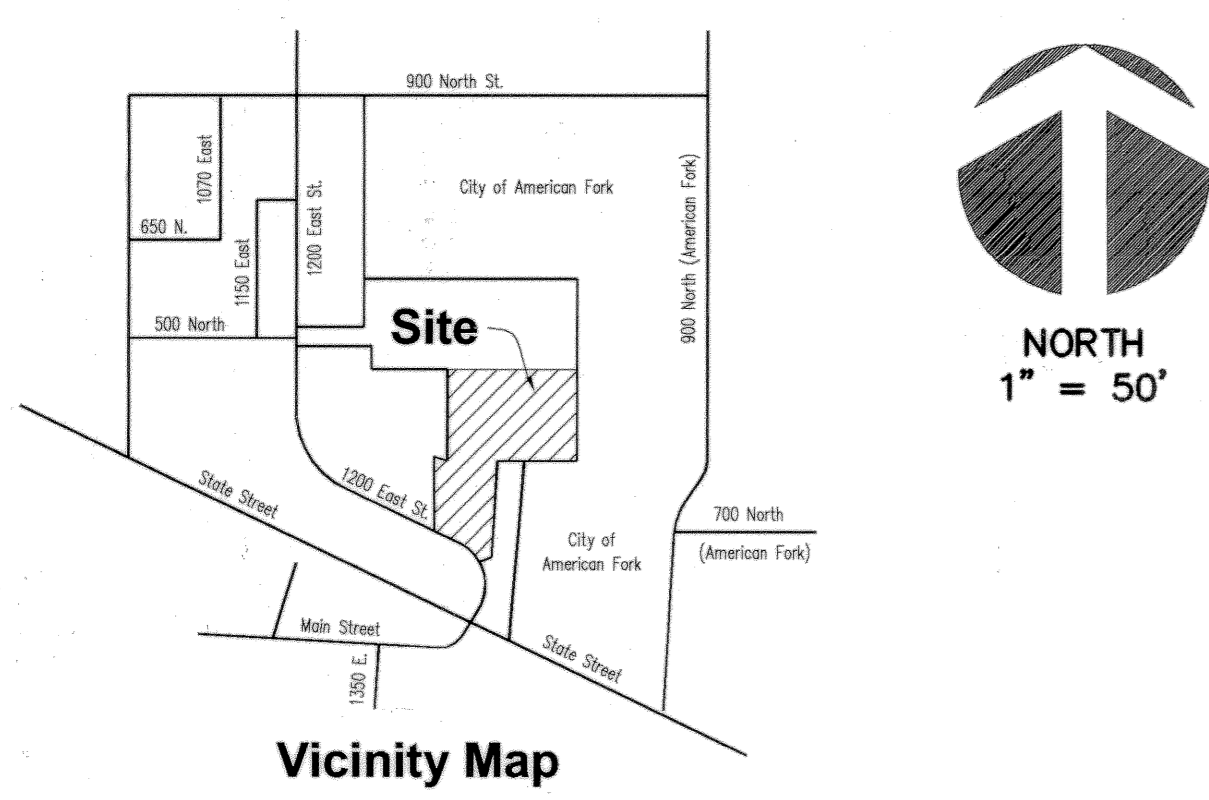 900 North St.
1070 East
1200 East St.
City of American Fork
900 North (American Fork)
650 N.
1150 East
500 North
Site
NORTH
1" = 50'
State Street
1200 East St.
700 North
(American Fork)
City of
American Fork
Main Street
State Street
1350 E.
Vicinity Map